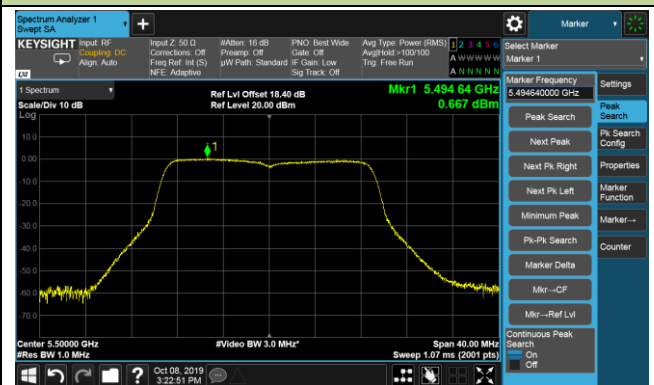 Spectrum Analyzer 1
Swept SA
+
Marker
KEYSIGHT
Input: RF
Coupling: DC
Align: Auto
Input Z: 50 Ω
Corrections: Off
Freq Ref: Int (S)
NFE: Adaptive
#Atten: 16 dB
Preamp: Off
µW Path: Standard
PNO: Best Wide
Gate: Off
IF Gain: Low
Sig Track: Off
Avg Type: Power (RMS)
Avg|Hold:>100/100
Trig: Free Run
1 2 3 4 5 6
A W W W W W
A N N N N N
LXI
Select Marker
Marker 1
1 Spectrum
Scale/Div 10 dB
Log
Ref Lvl Offset 18.40 dB
Ref Level 20.00 dBm
Mkr1 5.494 64 GHz
0.667 dBm
10.0
0.00
-10.0
-20.0
-30.0
-40.0
-50.0
-60.0
-70.0
1
Center 5.50000 GHz
#Res BW 1.0 MHz
#Video BW 3.0 MHz*
Span 40.00 MHz
Sweep 1.07 ms (2001 pts)
Marker Frequency
5.494640000 GHz
Peak Search
Next Peak
Next Pk Right
Next Pk Left
Minimum Peak
Pk-Pk Search
Marker Delta
Mkr→CF
Mkr→Ref Lvl
Continuous Peak
Search
On
Off
Settings
Peak
Search
Pk Search
Config
Properties
Marker
Function
Marker→
Counter
?
Oct 08, 2019
3:22:51 PM